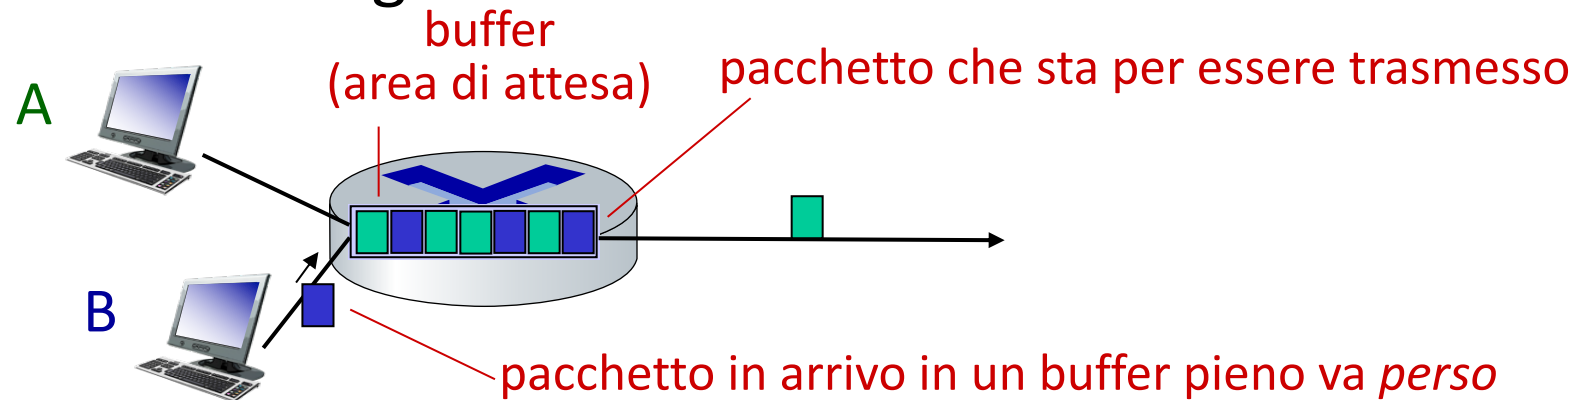 buffer
(area di attesa)
pacchetto che sta per essere trasmesso
A
B
pacchetto in arrivo in un buffer pieno va perso